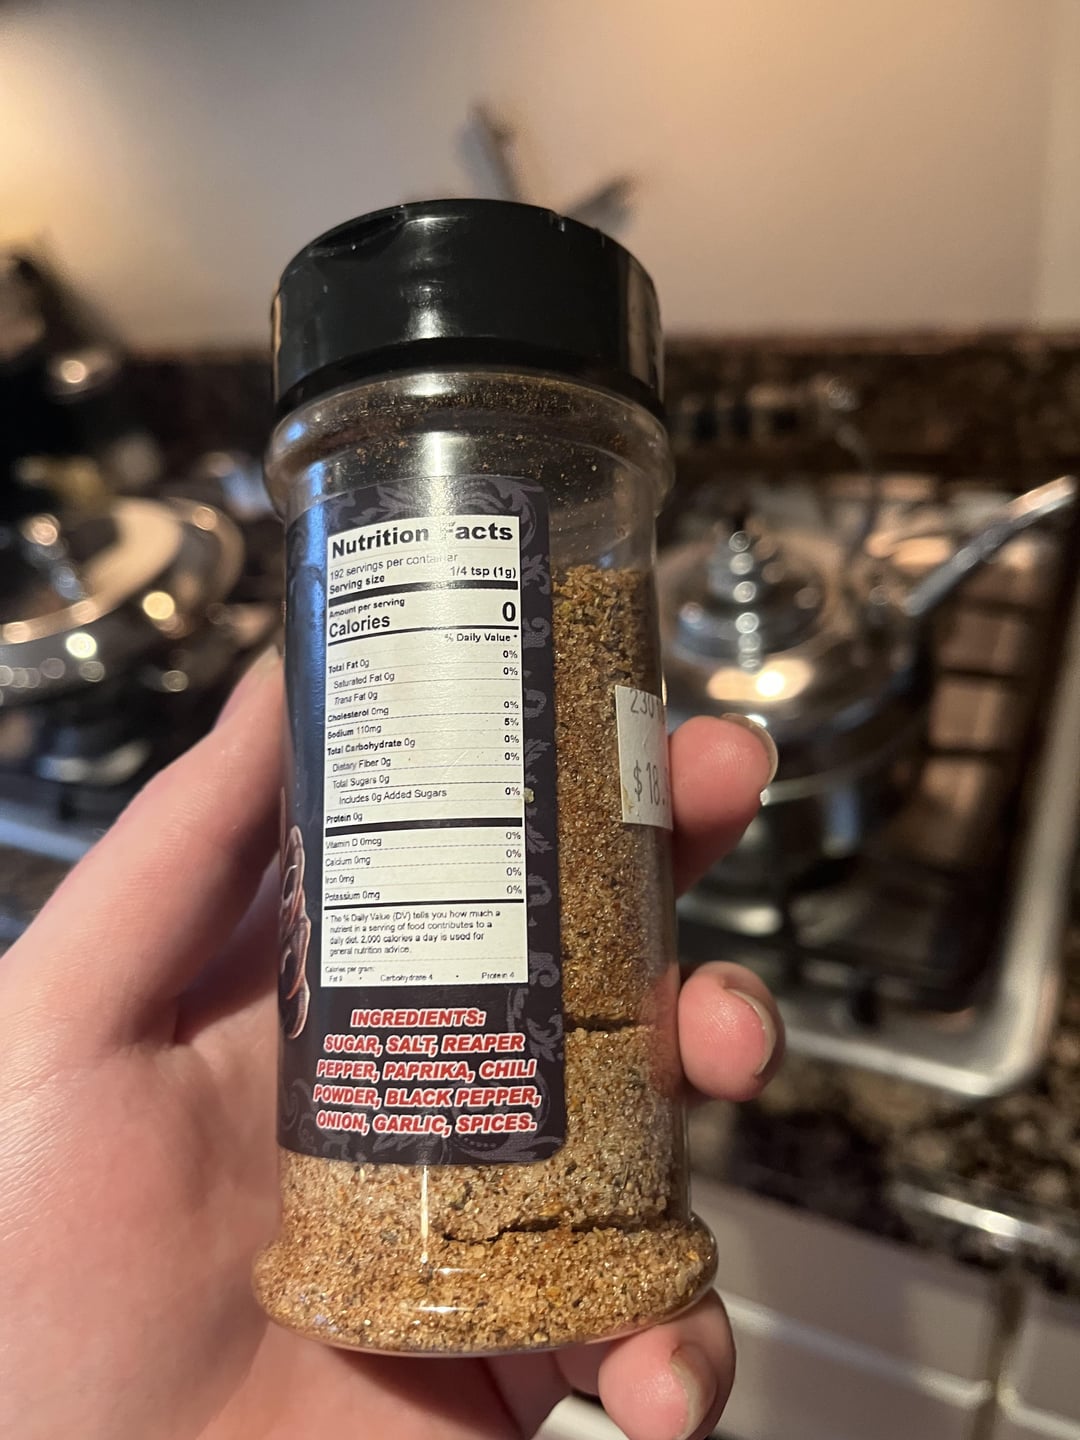 Nutrition Facts
192 servings per container
Serving size 1/4 tsp (1g)
Amount per serving
Calories 0
% Daily Value *
Total Fat 0g 0%
Saturated Fat 0g 0%
Trans Fat 0g
Cholesterol 0mg 0%
Sodium 110mg 5%
Total Carbohydrate 0g 0%
Dietary Fiber 0g 0%
Total Sugars 0g
Includes 0g Added Sugars 0%
Protein 0g
Vitamin D 0mcg 0%
Calcium 0mg 0%
Iron 0mg 0%
Potassium 0mg 0%
* The % Daily Value (DV) tells you how much a
nutrient in a serving of food contributes to a
daily diet. 2,000 calories a day is used for
general nutrition advice.
Calories per gram:
Fat 9 • Carbohydrate 4 • Protein 4
INGREDIENTS:
SUGAR, SALT, REAPER
PEPPER, PAPRIKA, CHILI
POWDER, BLACK PEPPER,
ONION, GARLIC, SPICES.
230
$18.